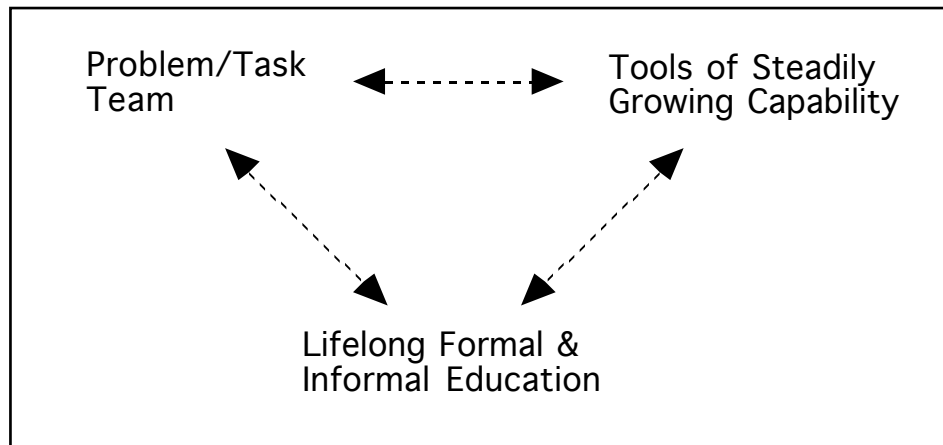 Problem/Task
Team
Tools of Steadily
Growing Capability
Lifelong Formal &
Informal Education